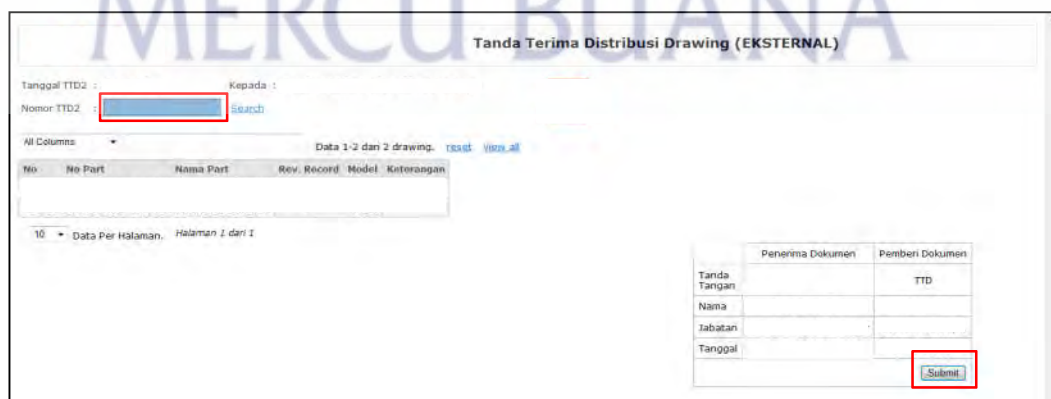 MERCU BUANA
Tanda Terima Distribusi Drawing (EKSTERNAL)
Tanggal TTD2 : Kepada :
Nomor TTD2 : Search
All Columns Data 1-2 dari 2 drawing. reset view all
No No Part Nama Part Rev. Record Model Keterangan
10 Data Per Halaman. Halaman 1 dari 1
Penerima Dokumen Pemberi Dokumen
Tanda Tangan TTD
Nama
Jabatan
Tanggal
Submit